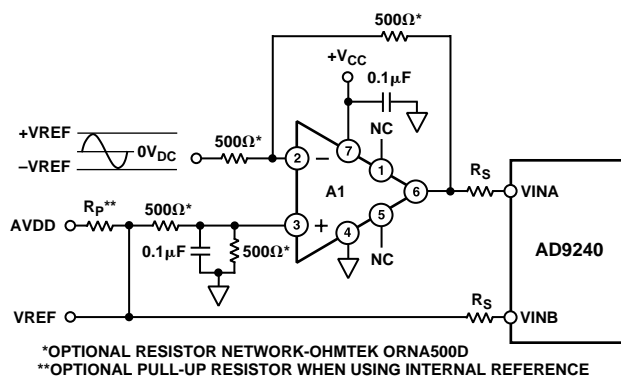 500Ω*
+VCC
0.1µF
+VREF
0VDC
–VREF
500Ω*
NC
2
–
7
1
A1
6
RS
VINA
AVDD
RP**
500Ω*
3
+
4
5
0.1µF
500Ω*
NC
AD9240
VREF
RS
VINB
*OPTIONAL RESISTOR NETWORK-OHMTEK ORNA500D
**OPTIONAL PULL-UP RESISTOR WHEN USING INTERNAL REFERENCE